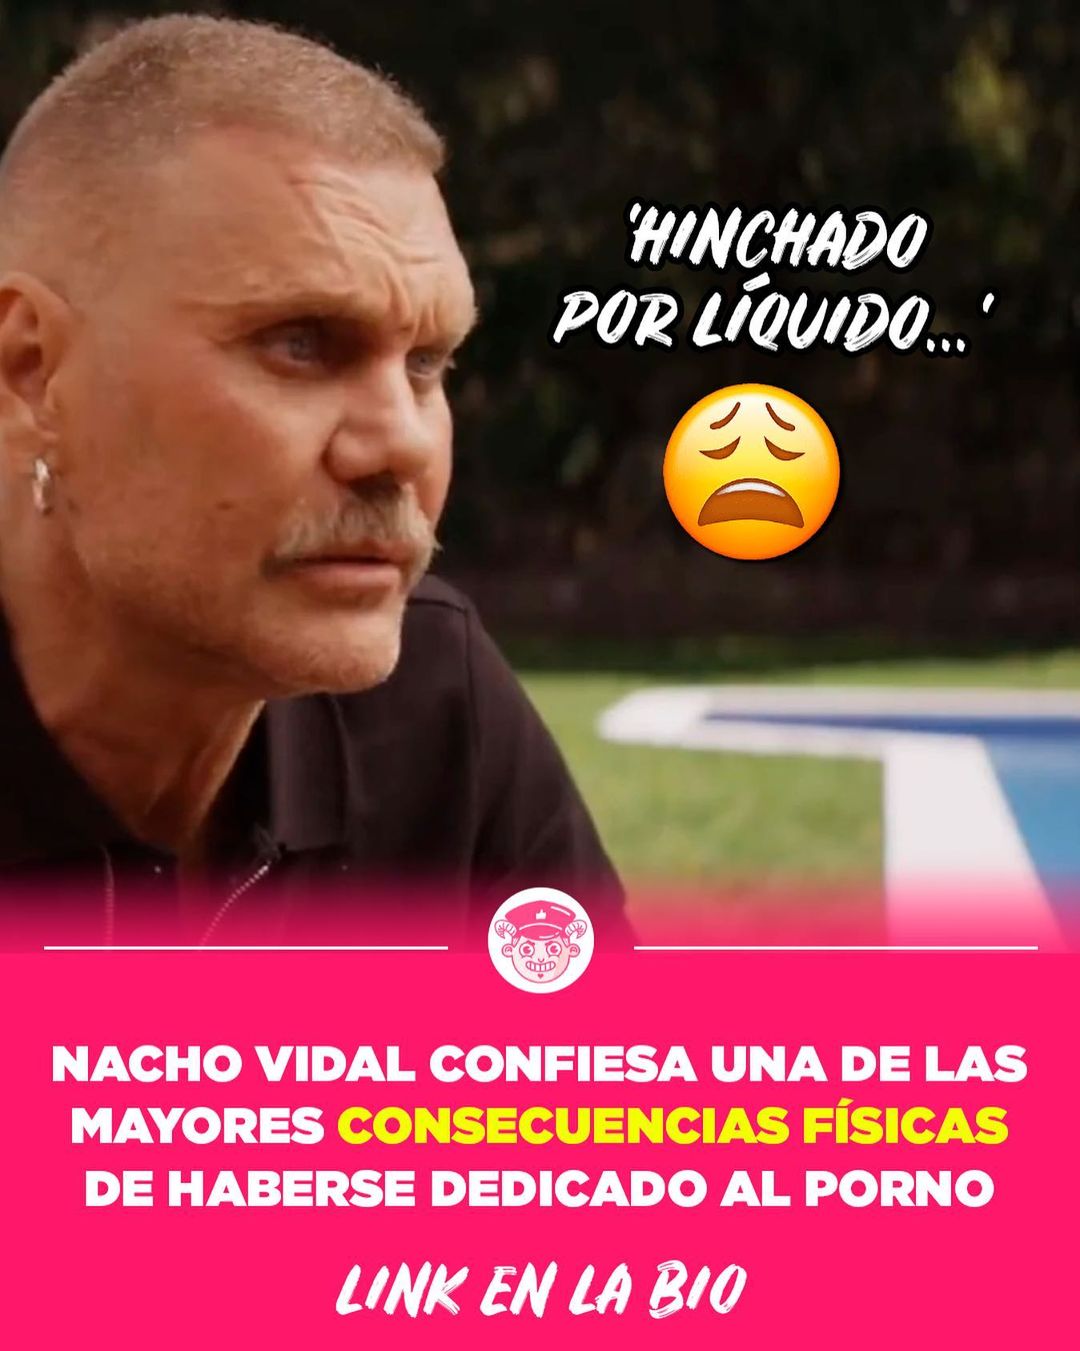 'HINCHADO
POR LÍQUIDO...'
NACHO VIDAL CONFIESA UNA DE LAS
MAYORES CONSECUENCIAS FÍSICAS
DE HABERSE DEDICADO AL PORNO
LINK EN LA BIO